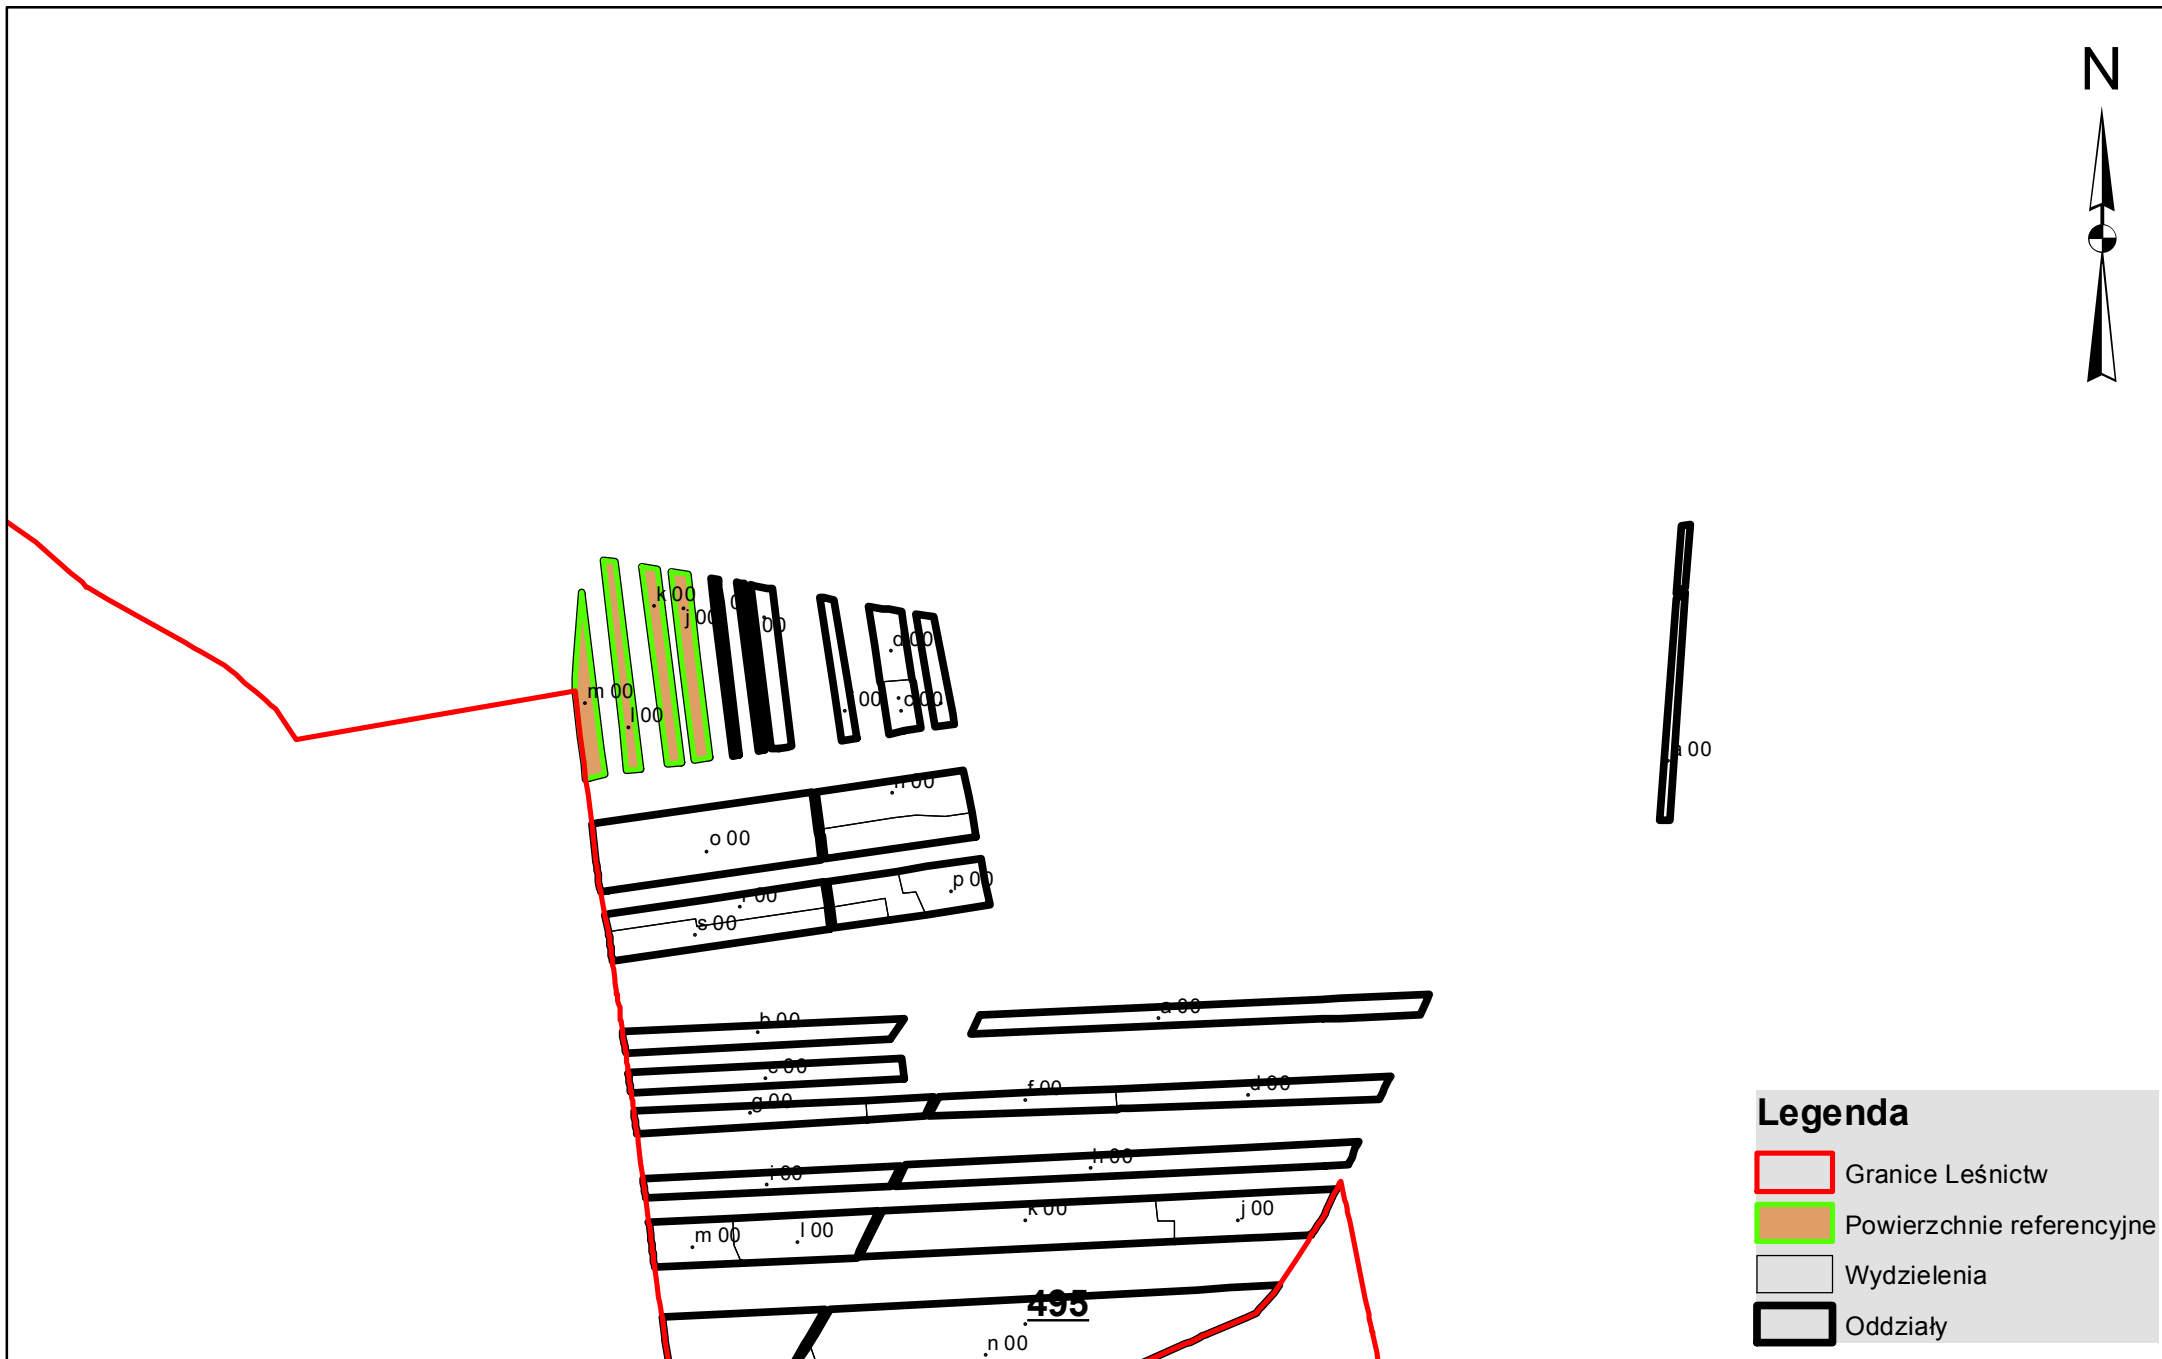 N
k 00
j 00
00
d 00
m 00
l 00
00
c 00
a 00
n 00
o 00
p 00
r 00
s 00
a 00
b 00
c 00
g 00
f 00
d 00
i 00
h 00
m 00
l 00
k 00
j 00
495
n 00
Legenda
Granice Leśnictw
Powierzchnie referencyjne
Wydzielenia
Oddziały